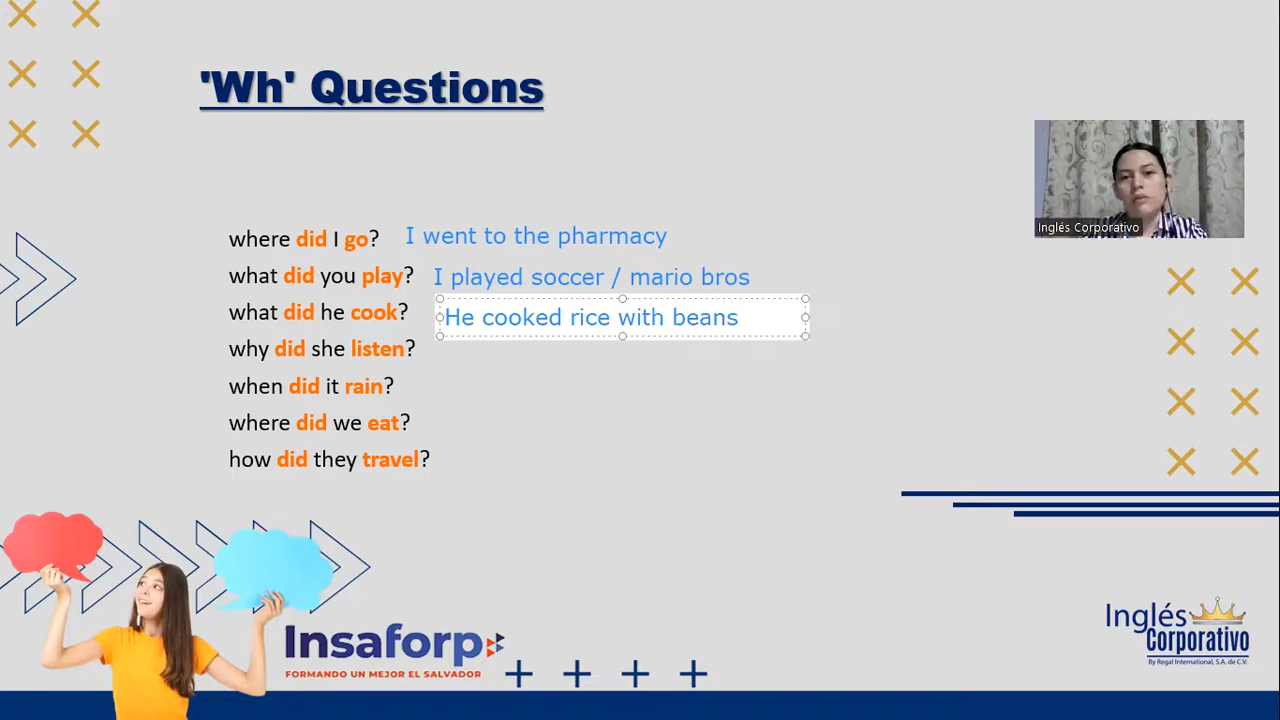 'Wh' Questions
Inglés Corporativo
where did I go? I went to the pharmacy
what did you play? I played soccer / mario bros
what did he cook? He cooked rice with beans
why did she listen?
when did it rain?
where did we eat?
how did they travel?
Insaforp
FORMANDO UN MEJOR EL SALVADOR
Inglés
Corporativo
By Regal International, S.A. de C.V.